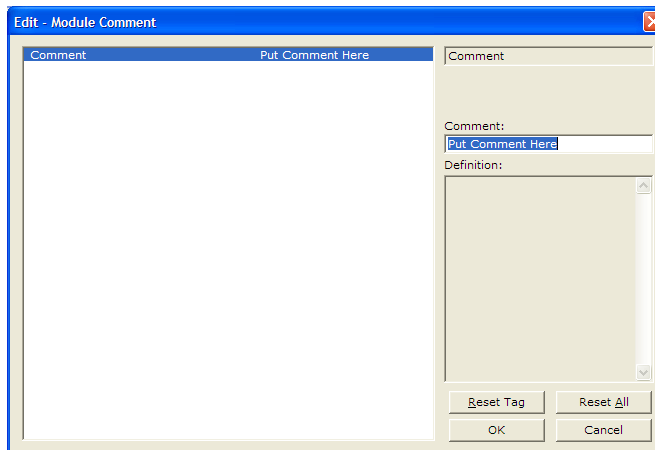 Edit - Module Comment
Comment Put Comment Here
Comment
Comment:
Put Comment Here
Definition:
Reset Tag Reset All
OK Cancel